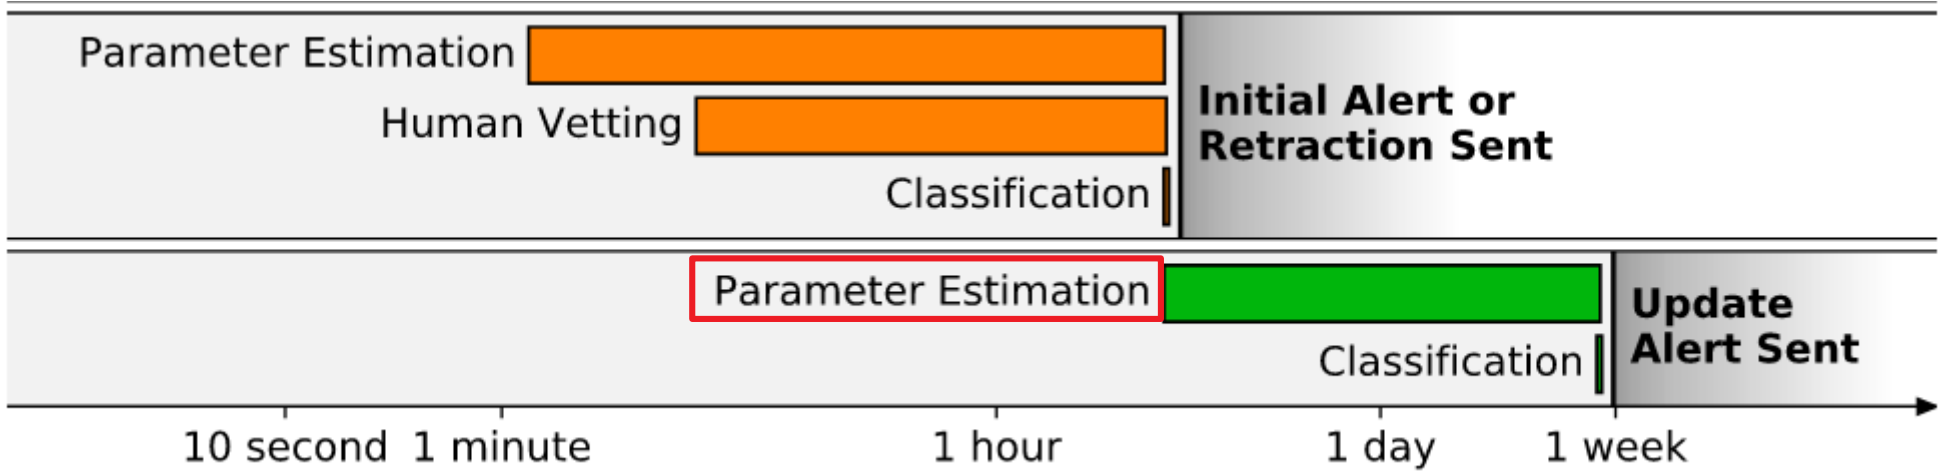 Parameter Estimation
Human Vetting
Classification
Initial Alert or
Retraction Sent
Parameter Estimation
Classification
Update
Alert Sent
10 second 1 minute 1 hour 1 day 1 week